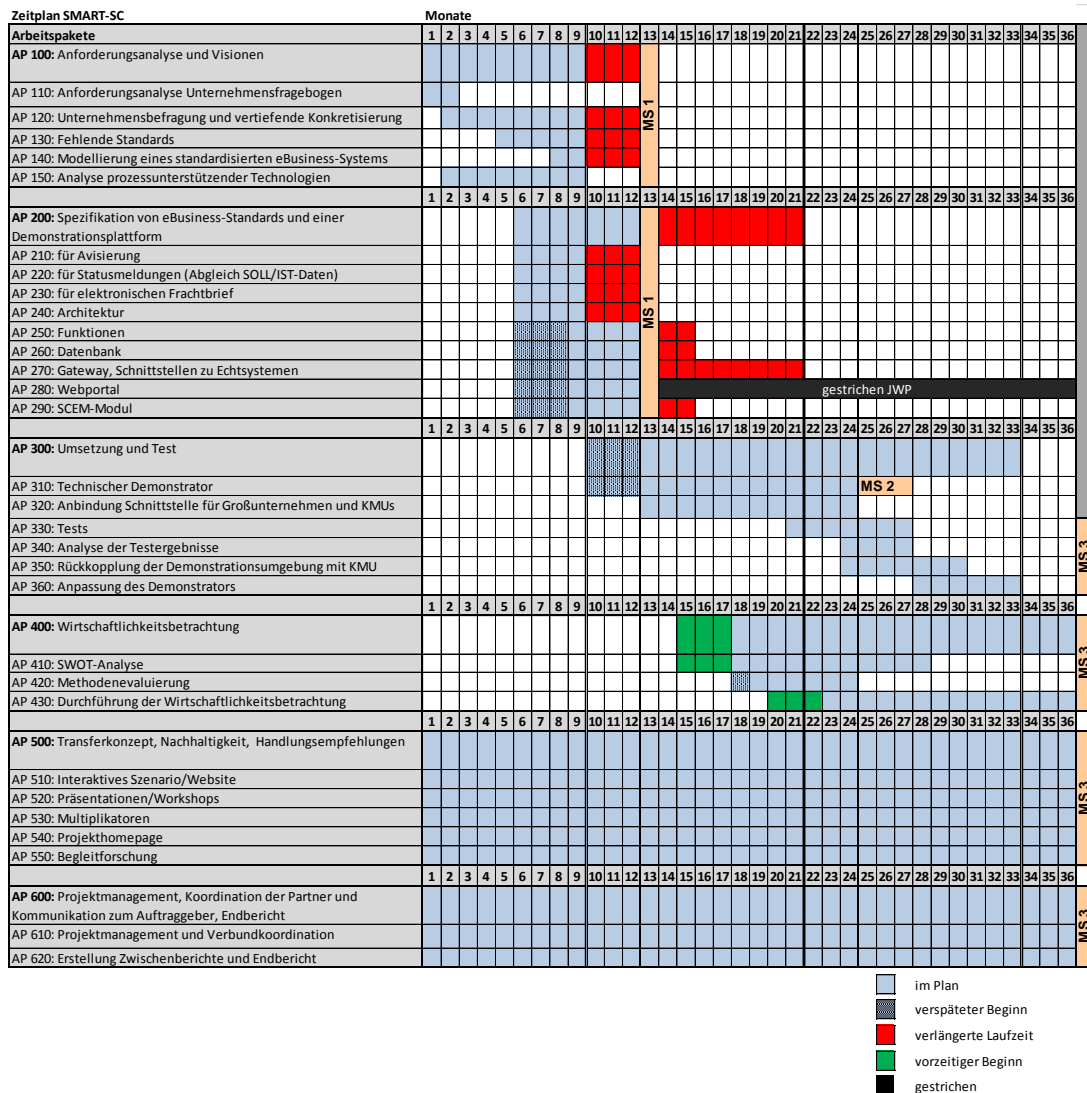 Zeitplan SMART-SC Monate
Arbeitspakete 1 2 3 4 5 6 7 8 9 10 11 12 13 14 15 16 17 18 19 20 21 22 23 24 25 26 27 28 29 30 31 32 33 34 35 36
AP 100: Anforderungsanalyse und Visionen
AP 110: Anforderungsanalyse Unternehmensfragebogen
AP 120: Unternehmensbefragung und vertiefende Konkretisierung
AP 130: Fehlende Standards
AP 140: Modellierung eines standardisierten eBusiness-Systems
AP 150: Analyse prozessunterstützender Technologien
MS 1
1 2 3 4 5 6 7 8 9 10 11 12 13 14 15 16 17 18 19 20 21 22 23 24 25 26 27 28 29 30 31 32 33 34 35 36
AP 200: Spezifikation von eBusiness-Standards und einer
Demonstrationsplattform
AP 210: für Avisierung
AP 220: für Statusmeldungen (Abgleich SOLL/IST-Daten)
AP 230: für elektronischen Frachtbrief
AP 240: Architektur
MS 1
AP 250: Funktionen
AP 260: Datenbank
AP 270: Gateway, Schnittstellen zu Echtsystemen
AP 280: Webportal gestrichen JWP
AP 290: SCEM-Modul
1 2 3 4 5 6 7 8 9 10 11 12 13 14 15 16 17 18 19 20 21 22 23 24 25 26 27 28 29 30 31 32 33 34 35 36
AP 300: Umsetzung und Test
AP 310: Technischer Demonstrator MS 2
AP 320: Anbindung Schnittstelle für Großunternehmen und KMUs
AP 330: Tests
AP 340: Analyse der Testergebnisse
AP 350: Rückkopplung der Demonstrationsumgebung mit KMU
AP 360: Anpassung des Demonstrators
MS 3
1 2 3 4 5 6 7 8 9 10 11 12 13 14 15 16 17 18 19 20 21 22 23 24 25 26 27 28 29 30 31 32 33 34 35 36
AP 400: Wirtschaftlichkeitsbetrachtung
AP 410: SWOT-Analyse
AP 420: Methodenevaluierung
AP 430: Durchführung der Wirtschaftlichkeitsbetrachtung
MS 3
1 2 3 4 5 6 7 8 9 10 11 12 13 14 15 16 17 18 19 20 21 22 23 24 25 26 27 28 29 30 31 32 33 34 35 36
AP 500: Transferkonzept, Nachhaltigkeit, Handlungsempfehlungen
AP 510: Interaktives Szenario/Website
AP 520: Präsentationen/Workshops
AP 530: Multiplikatoren
AP 540: Projekthomepage
AP 550: Begleitforschung
MS 3
1 2 3 4 5 6 7 8 9 10 11 12 13 14 15 16 17 18 19 20 21 22 23 24 25 26 27 28 29 30 31 32 33 34 35 36
AP 600: Projektmanagement, Koordination der Partner und
Kommunikation zum Auftraggeber, Endbericht
AP 610: Projektmanagement und Verbundkoordination
AP 620: Erstellung Zwischenberichte und Endbericht
MS 3
im Plan
verspäteter Beginn
verlängerte Laufzeit
vorzeitiger Beginn
gestrichen